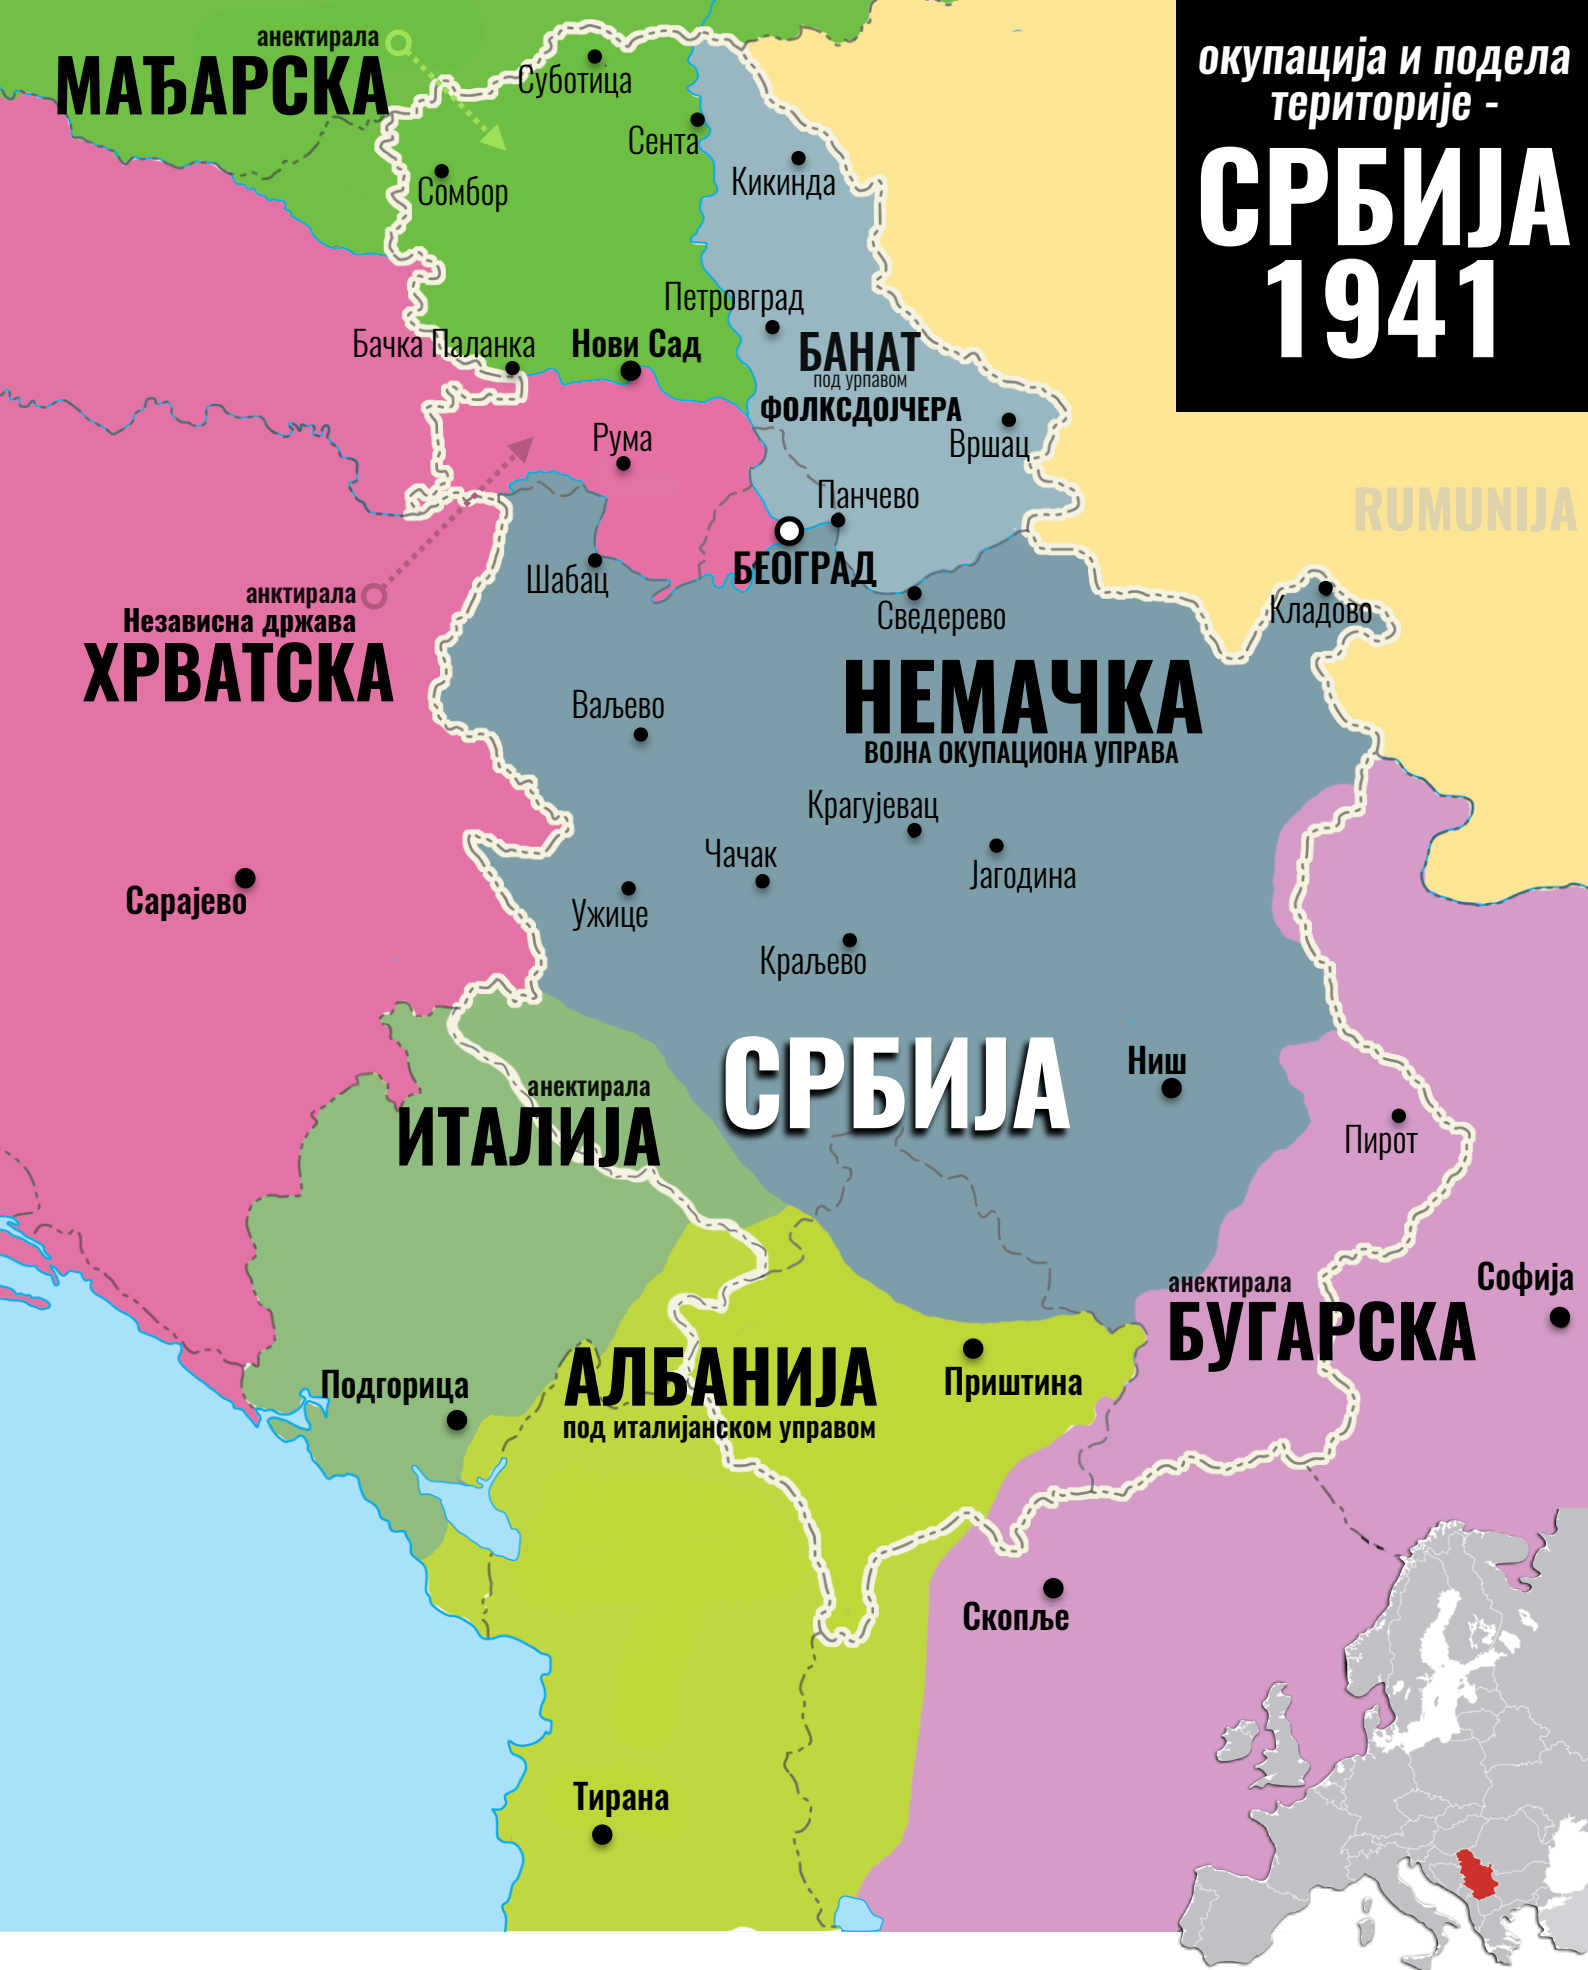 окупација и подела
територије -
СРБИЈА
1941
анектирала
МАЂАРСКА
Суботица
Сента
Сомбор
Кикинда
Петровград
Бачка Паланка
Нови Сад
БАНАТ
под урпавом
ФОЛКСДОЈЧЕРА
Вршац
Рума
Панчево
RUMUNIJA
БЕОГРАД
Шабац
Сведерево
Кладово
анктирала
Независна држава
ХРВАТСКА
НЕМАЧКА
ВОЈНА ОКУПАЦИОНА УПРАВА
Ваљево
Крагујевац
Чачак
Јагодина
Сарајево
Ужице
Краљево
СРБИЈА
Ниш
Пирот
анектирала
ИТАЛИЈА
анектирала
БУГАРСКА
Софија
Подгорица
АЛБАНИЈА
под италијанском управом
Приштина
Скопље
Тирана